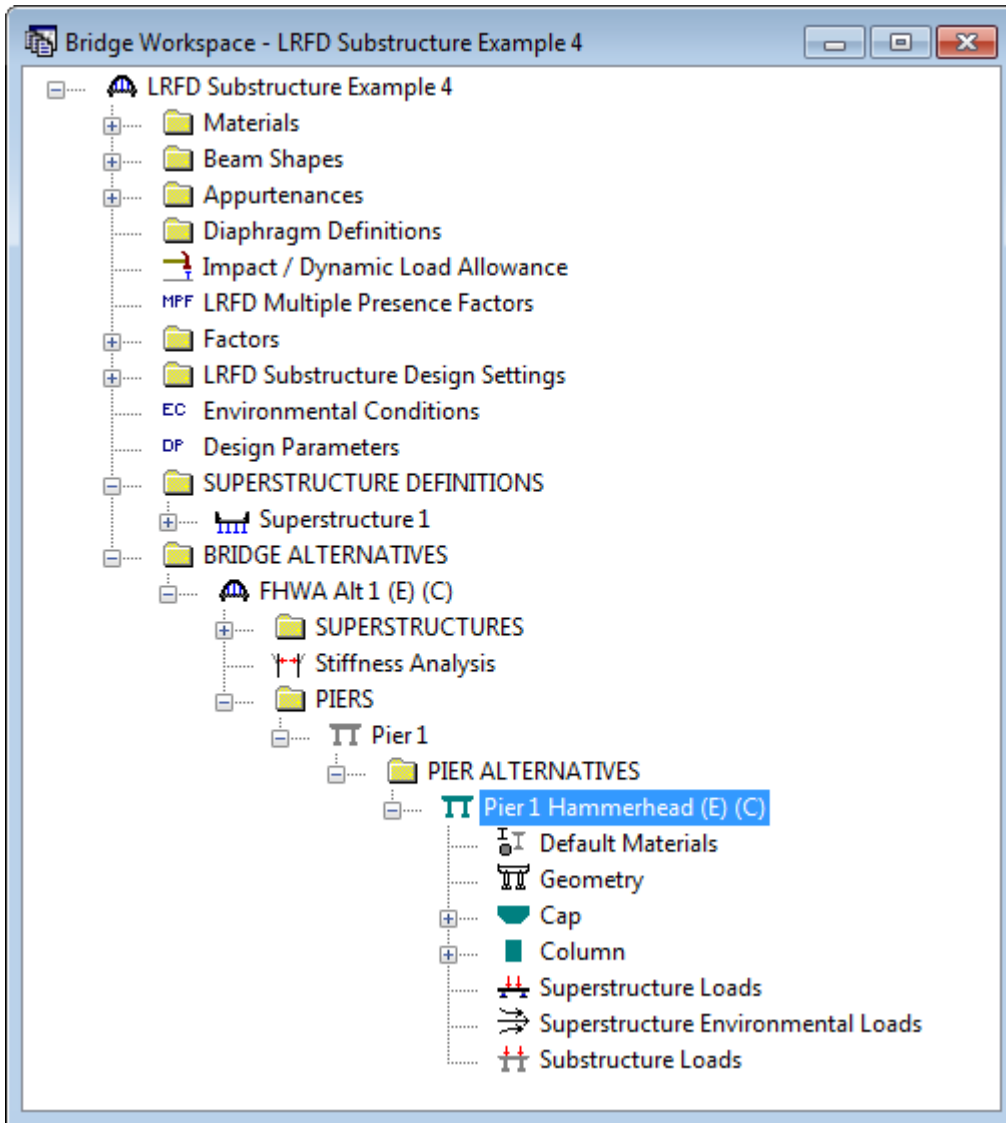 Bridge Workspace - LRFD Substructure Example 4
LRFD Substructure Example 4
Materials
Beam Shapes
Appurtenances
Diaphragm Definitions
Impact / Dynamic Load Allowance
MPF LRFD Multiple Presence Factors
Factors
LRFD Substructure Design Settings
EC Environmental Conditions
DP Design Parameters
SUPERSTRUCTURE DEFINITIONS
Superstructure 1
BRIDGE ALTERNATIVES
FHWA Alt 1 (E) (C)
SUPERSTRUCTURES
Stiffness Analysis
PIERS
Pier 1
PIER ALTERNATIVES
Pier 1 Hammerhead (E) (C)
Default Materials
Geometry
Cap
Column
Superstructure Loads
Superstructure Environmental Loads
Substructure Loads